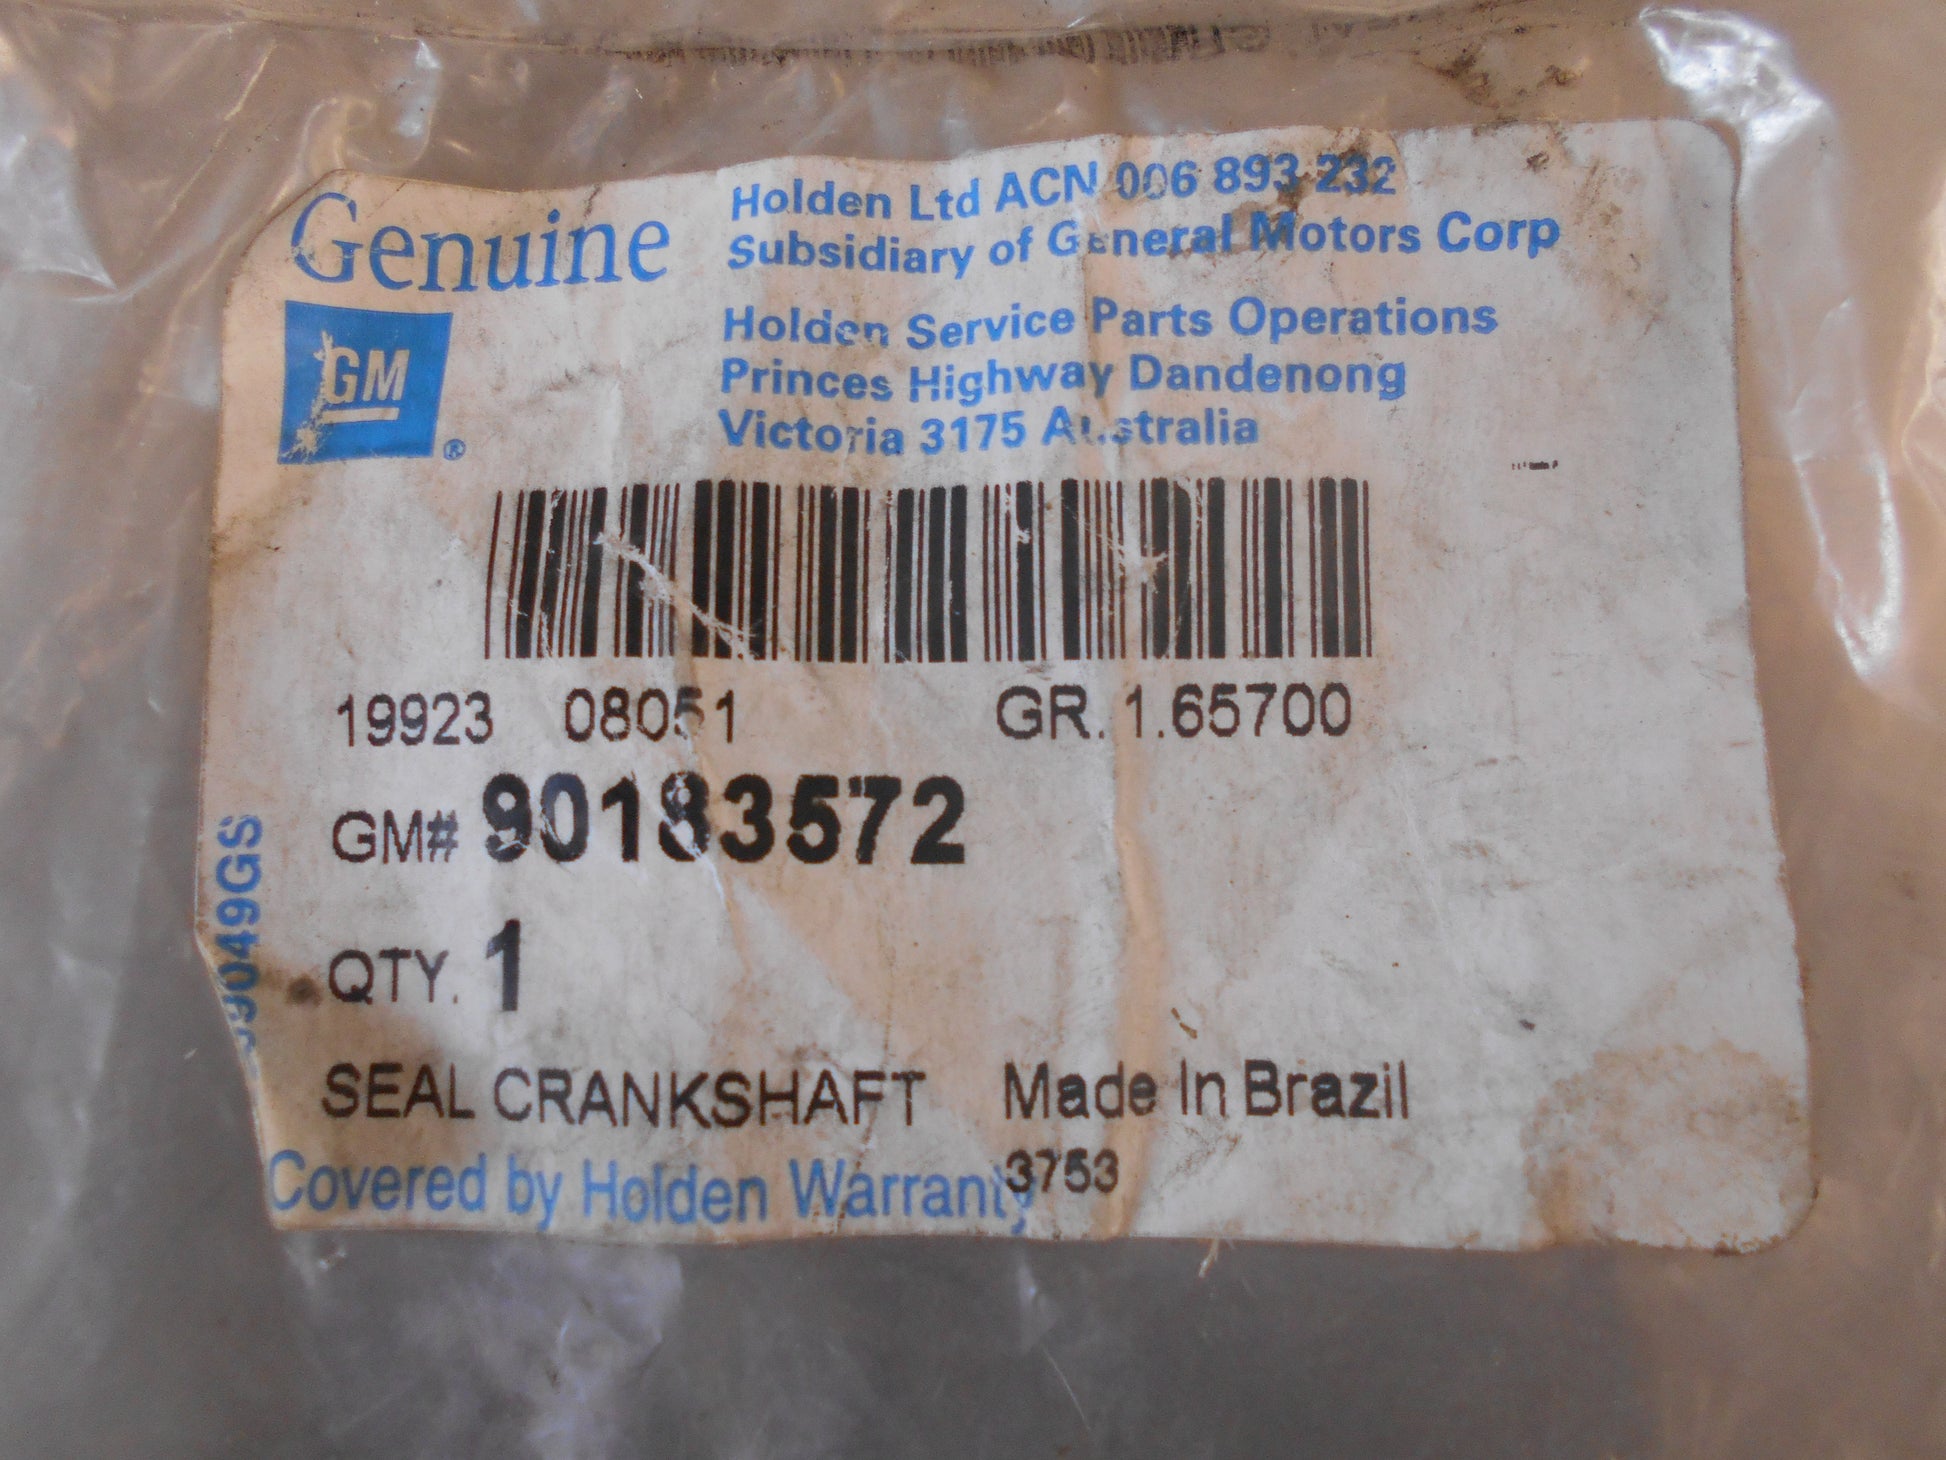 Genuine
GM
®
Holden Ltd ACN 006 893 232
Subsidiary of General Motors Corp
Holden Service Parts Operations
Princes Highway Dandenong
Victoria 3175 Australia
19923 08051 GR. 1.65700
GM# 90183572
QTY. 1
SEAL CRANKSHAFT Made In Brazil
3753
Covered by Holden Warranty